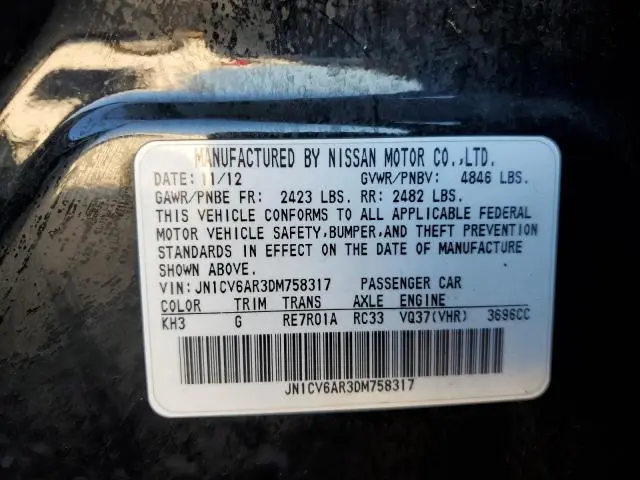 MANUFACTURED BY NISSAN MOTOR CO.,LTD.
DATE:11/12 GVWR/PNBV: 4846 LBS.
GAWR/PNBE FR: 2423 LBS. RR: 2482 LBS.
THIS VEHICLE CONFORMS TO ALL APPLICABLE FEDERAL
MOTOR VEHICLE SAFETY,BUMPER,AND THEFT PREVENTION
STANDARDS IN EFFECT ON THE DATE OF MANUFACTURE
SHOWN ABOVE.
VIN:JN1CV6AR3DM758317 PASSENGER CAR
COLOR TRIM TRANS AXLE ENGINE
KH3 G RE7R01A RC33 VQ37(VHR) 3696CC
JN1CV6AR3DM758317